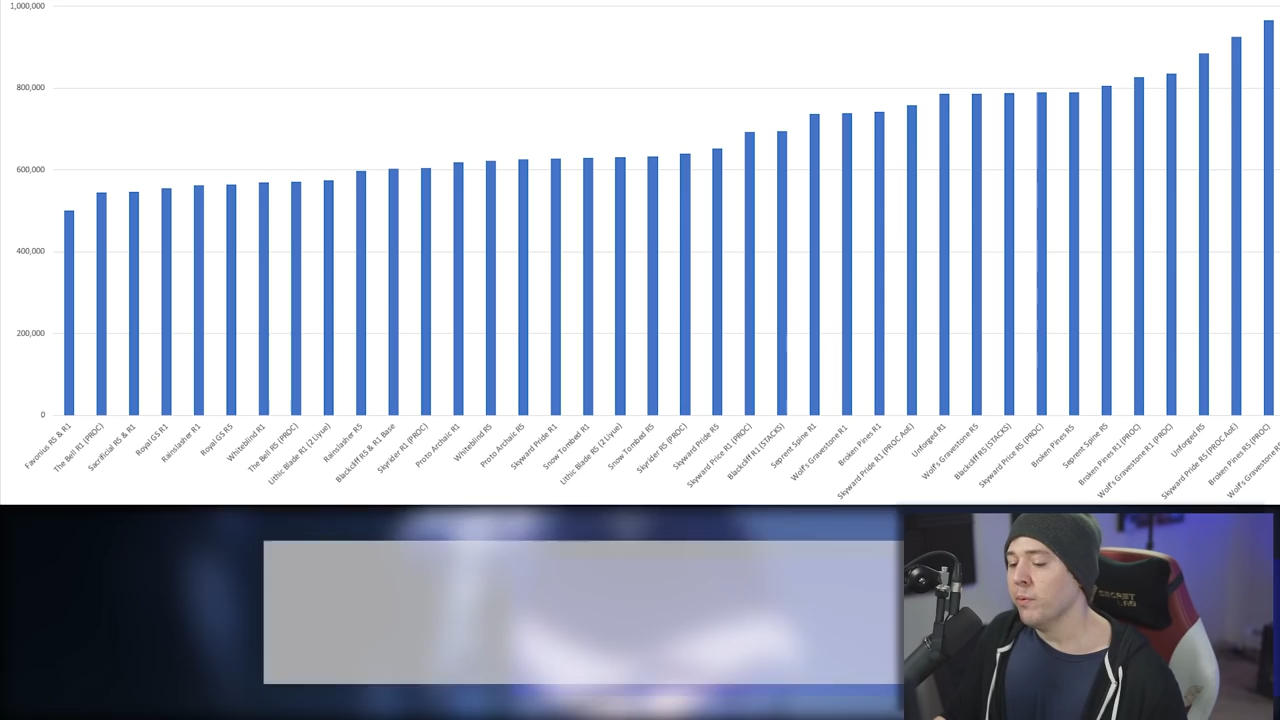 1,000,000
800,000
600,000
400,000
200,000
0
Favonius R5 & R1
The Bell R1 (PROC)
Sacrificial R5 & R1
Royal GS R1
Rainslasher R1
Royal GS R5
Whiteblind R1
The Bell R5 (PROC)
Lithic Blade R1 (2 Liyue)
Rainslasher R5
Blackcliff R5 & R1 Base
Skyrider R1 (PROC)
Proto Archaic R1
Whiteblind R5
Proto Archaic R5
Skyward Pride R1
Snow Tombed R1
Lithic Blade R5 (2 Liyue)
Snow Tombed R5
Skyrider R5 (PROC)
Skyward Pride R5
Skyward Price R1 (PROC)
Blackcliff R1 (STACKS)
Seprent Spine R1
Wolf's Gravestone R1
Broken Pines R1
Skyward Pride R1 (PROC AoE)
Unforged R1
Wolf's Gravestone R5
Blackcliff R5 (STACKS)
Skyward Price R5 (PROC)
Broken Pines R5
Seprent Spine R5
Broken Pines R1 (PROC)
Wolf's Gravestone R1 (PROC)
Unforged R5
Skyward Pride R5 (PROC AoE)
Broken Pines R5 (PROC)
Wolf's Gravestone R5
SECRET
LAB